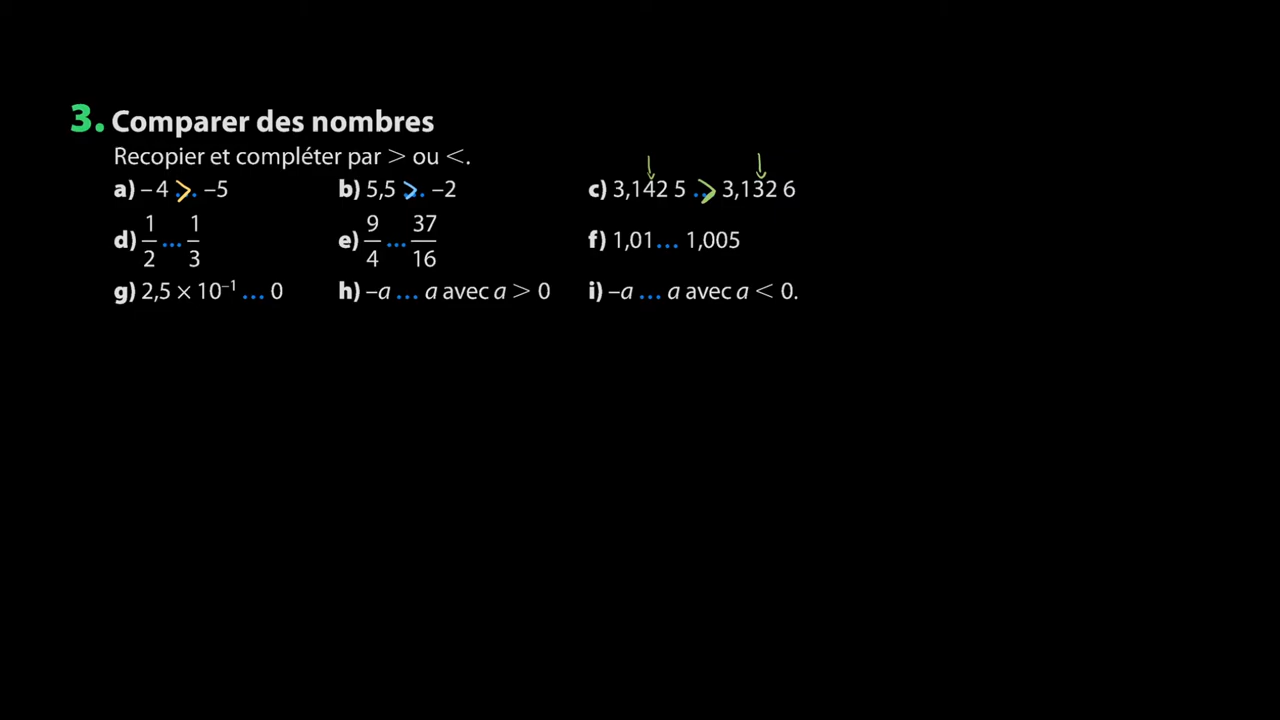 3. Comparer des nombres
Recopier et compléter par > ou <.
a) –4 > –5 b) 5,5 > –2 c) 3,142 5 > 3,132 6
d) 1/2 ... 1/3 e) 9/4 ... 37/16 f) 1,01 ... 1,005
g) 2,5 × 10⁻¹ ... 0 h) –a ... a avec a > 0 i) –a ... a avec a < 0.